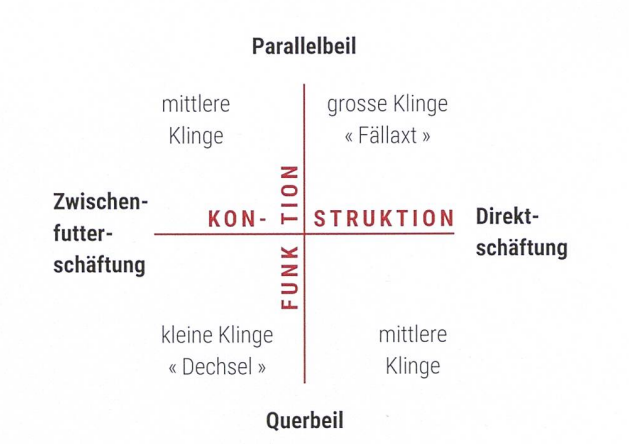 Parallelbeil
mittlere
Klinge
grosse Klinge
« Fällaxt »
Zwischen-
futter-
schäftung
KON- STRUKTION
FUNK TION
Direkt-
schäftung
kleine Klinge
« Dechsel »
mittlere
Klinge
Querbeil